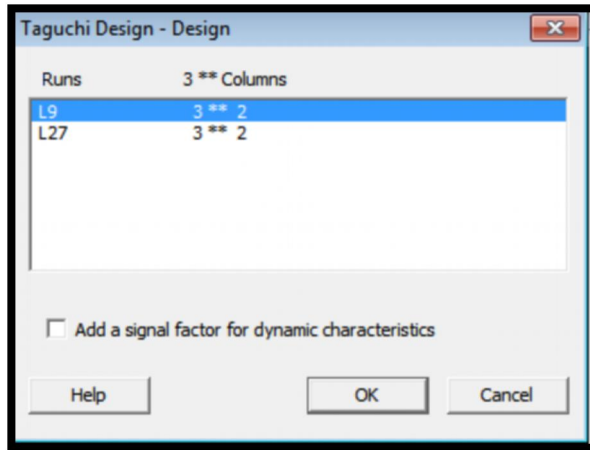 Taguchi Design - Design
Runs 3 ** Columns
L9 3 ** 2
L27 3 ** 2
Add a signal factor for dynamic characteristics
Help OK Cancel